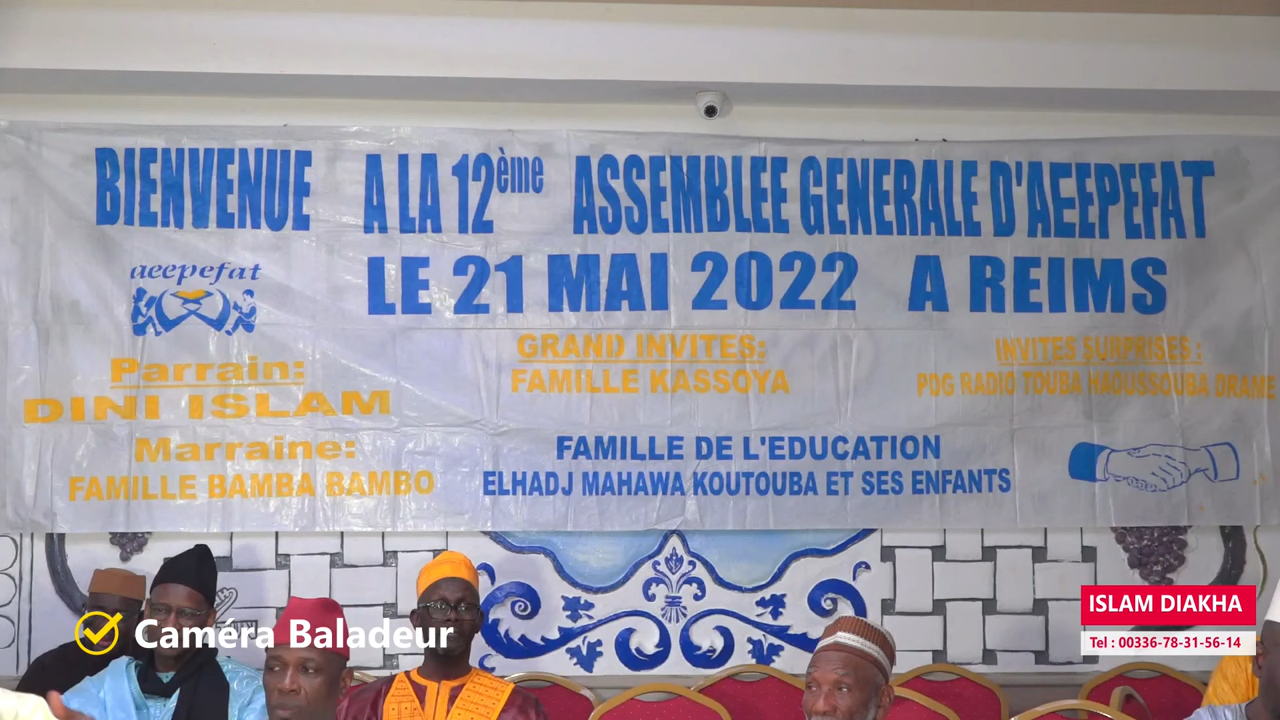 BIENVENUE A LA 12ème ASSEMBLEE GENERALE D'AEEPEFAT
LE 21 MAI 2022 A REIMS
aeepefat
Parrain:
DINI ISLAM
Marraine:
FAMILLE BAMBA BAMBO
GRAND INVITES:
FAMILLE KASSOYA
INVITES SURPRISES :
PDG RADIO TOUBA HAOUSSOUBA DRAME
FAMILLE DE L'EDUCATION
ELHADJ MAHAWA KOUTOUBA ET SES ENFANTS
Caméra Baladeur
ISLAM DIAKHA
Tel : 00336-78-31-56-14